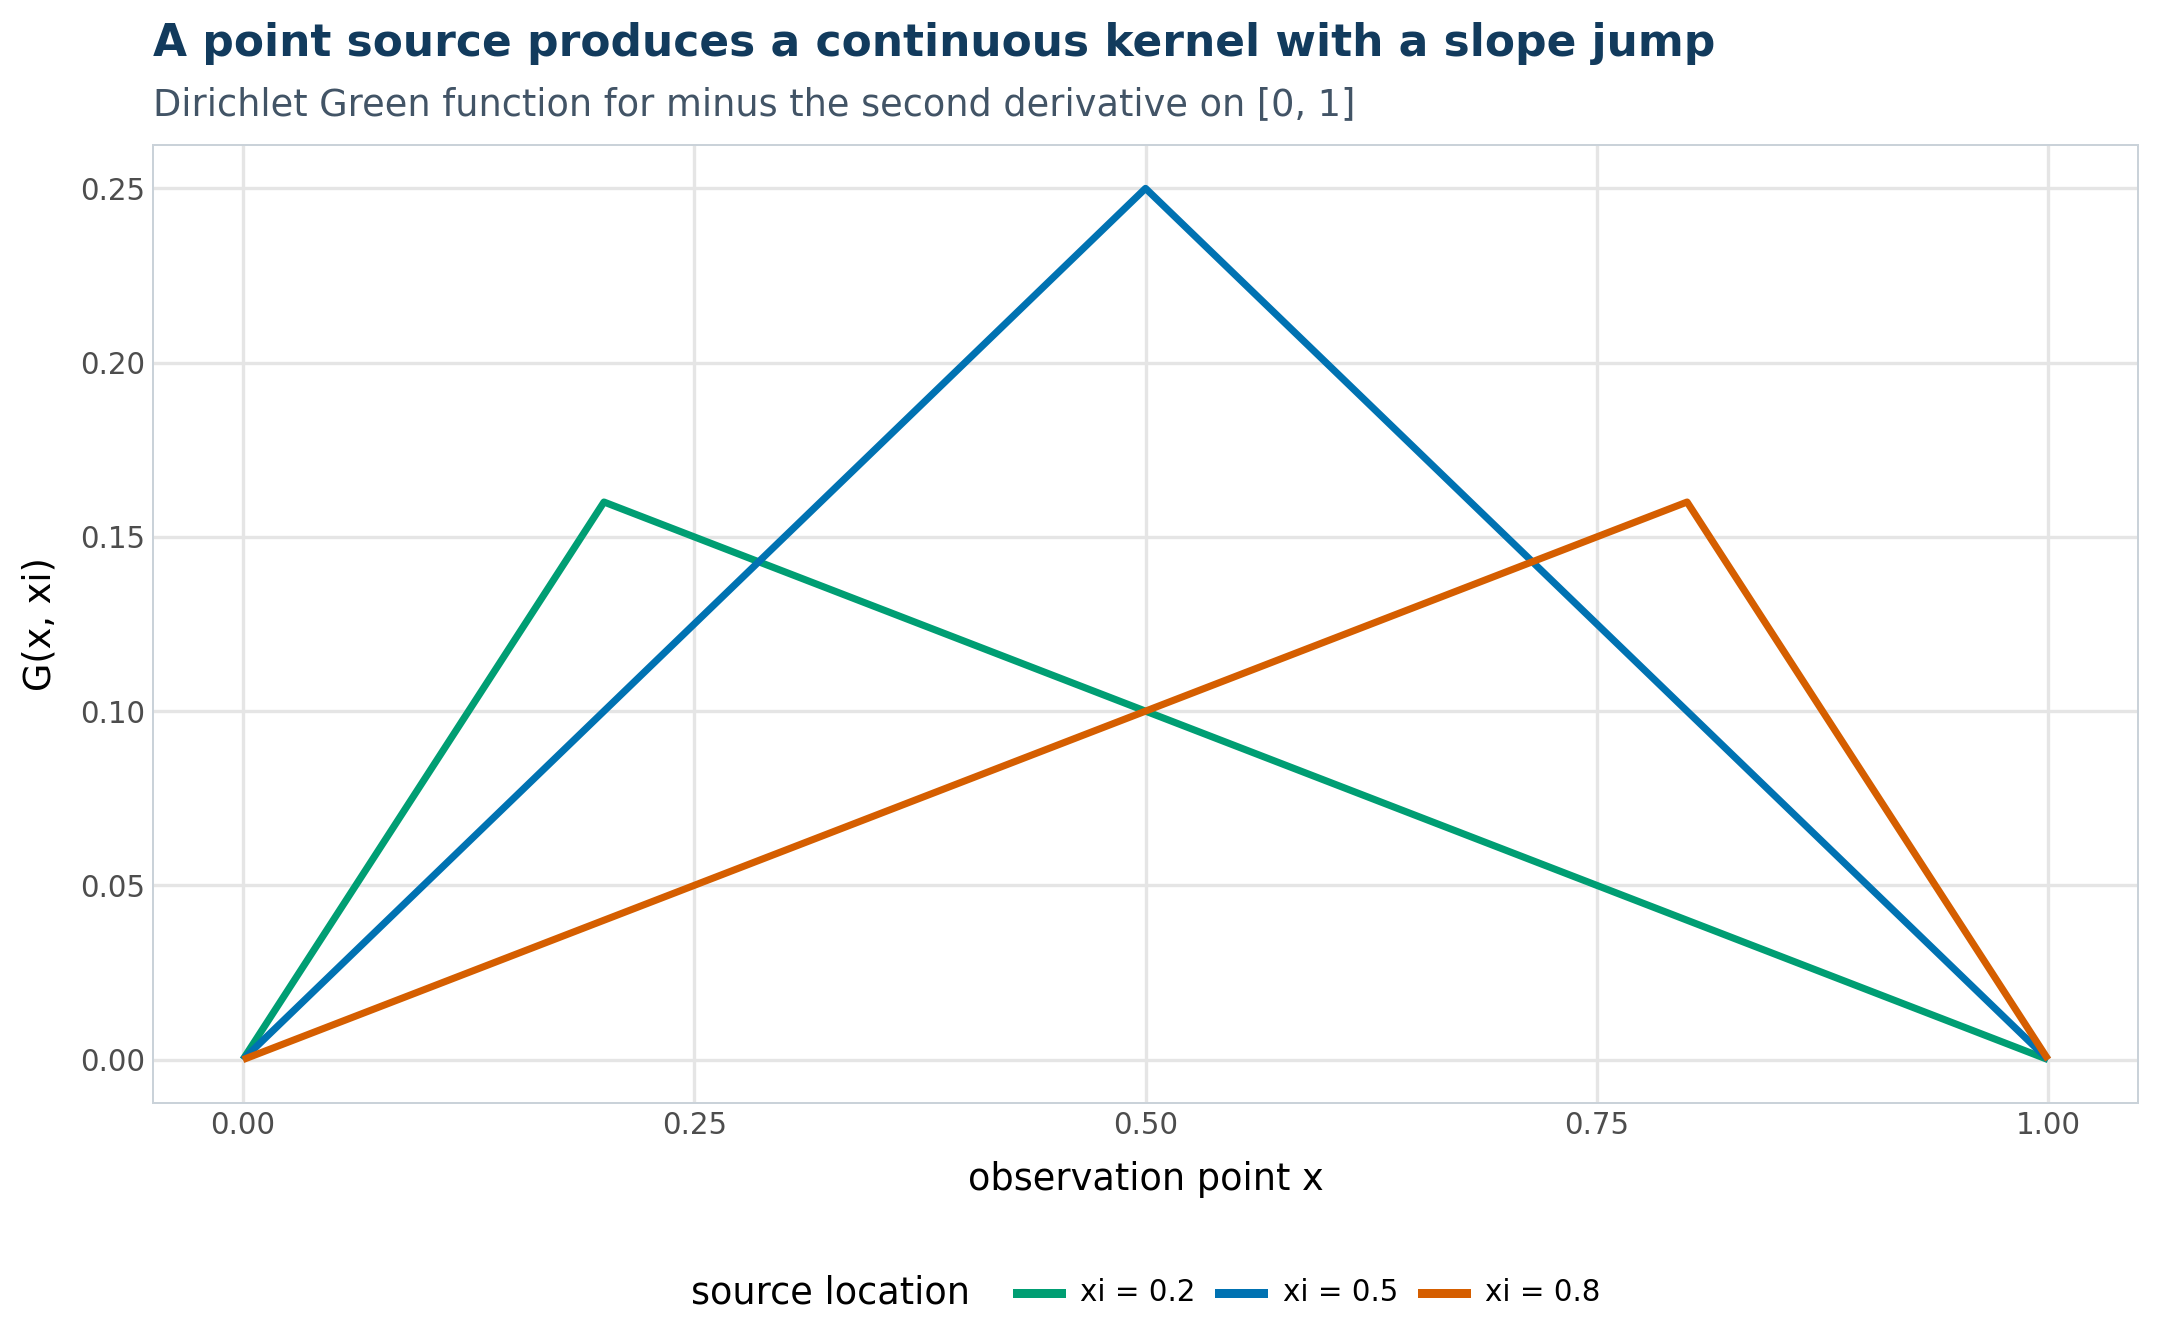 A point source produces a continuous kernel with a slope jump
Dirichlet Green function for minus the second derivative on [0, 1]
G(x, xi)
0.25
0.20
0.15
0.10
0.05
0.00
0.00 0.25 0.50 0.75 1.00
observation point x
source location xi = 0.2 xi = 0.5 xi = 0.8